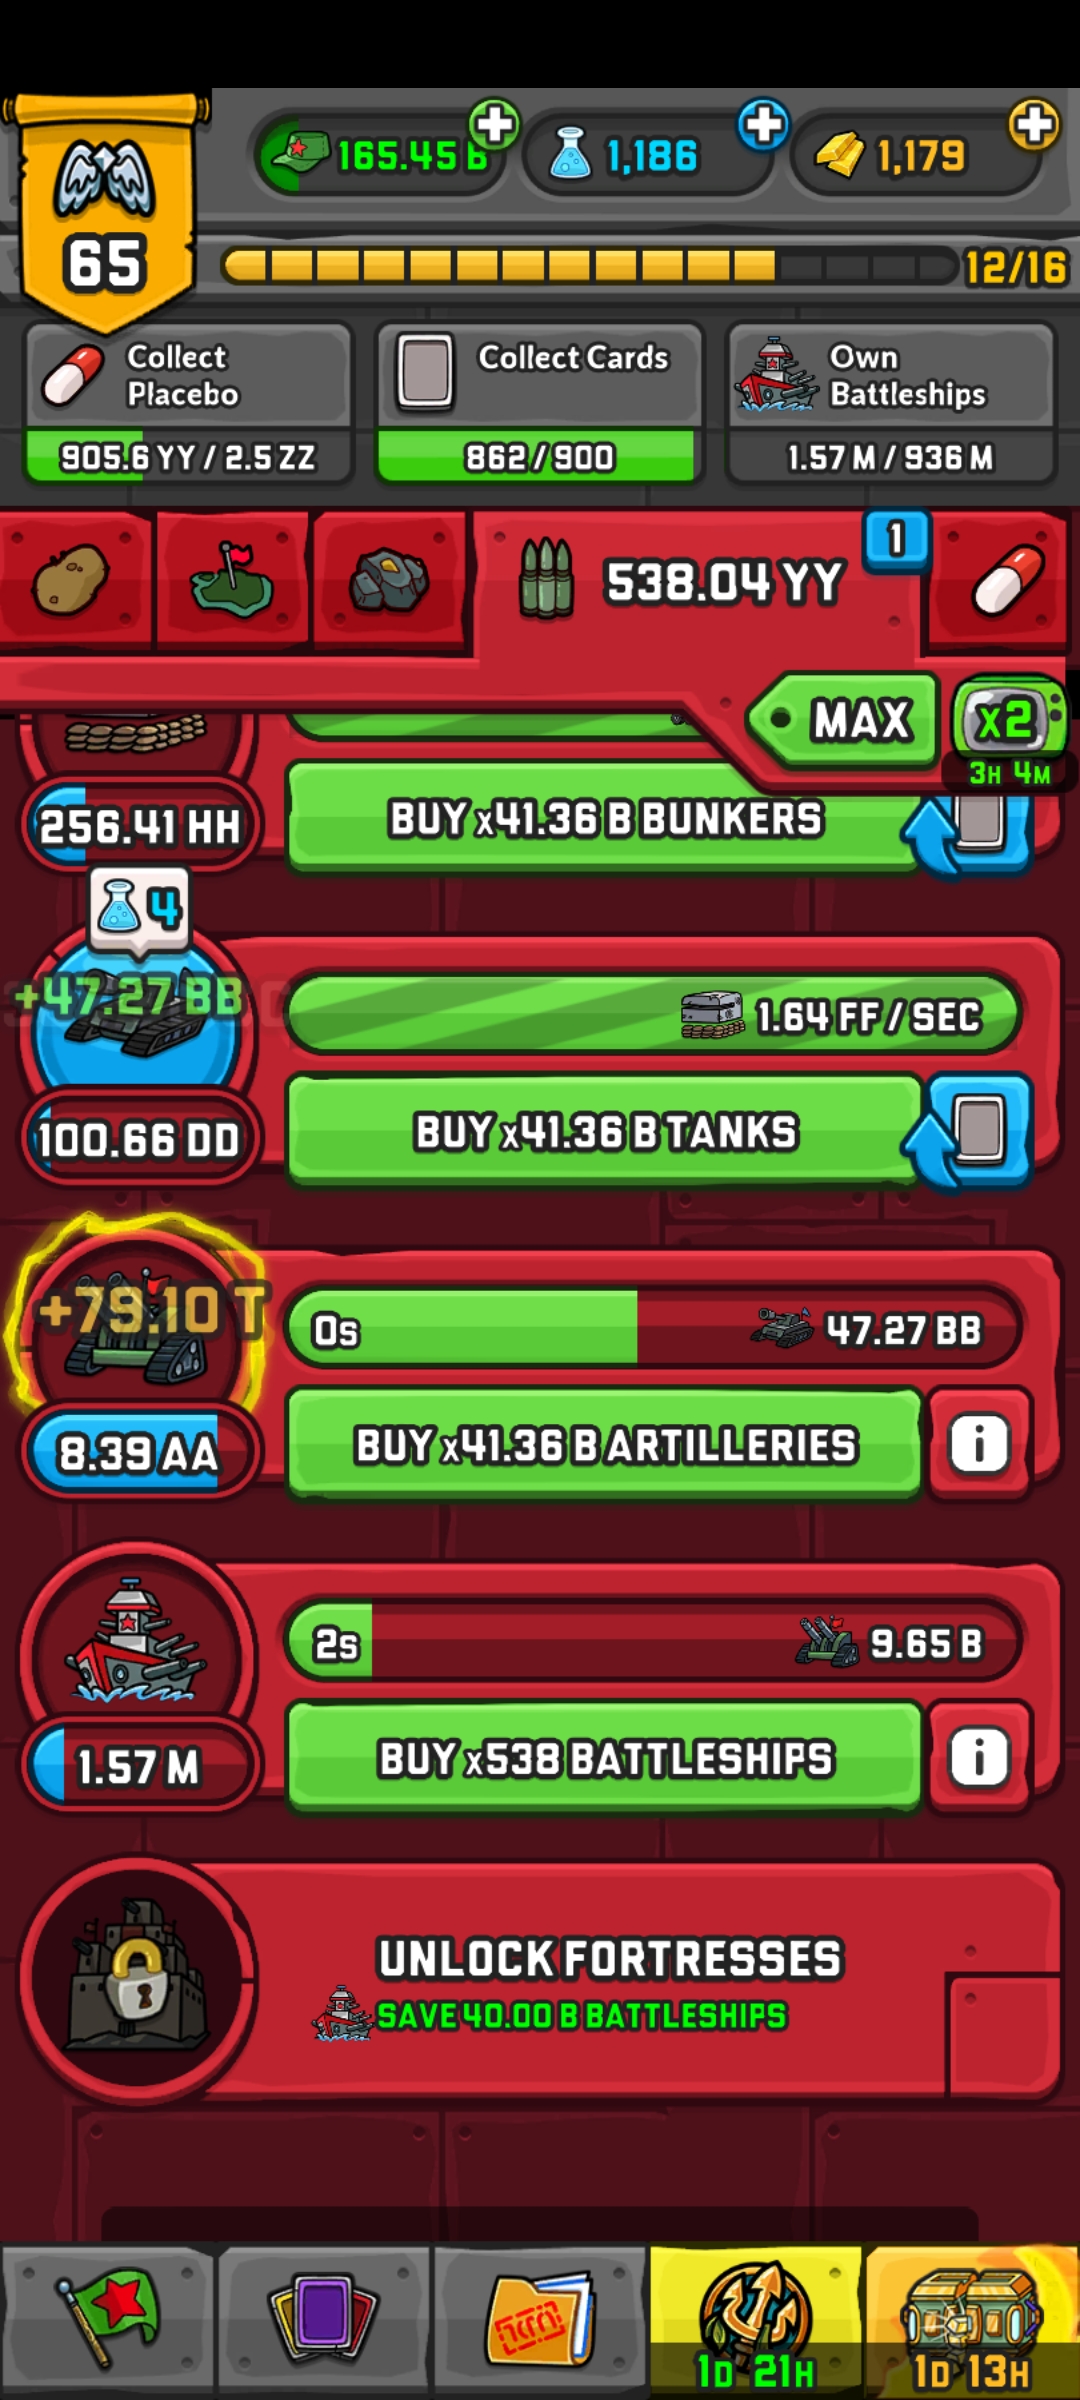 165.45 B
1,186
1,179
65
12/16
Collect
Placebo
Collect Cards
Own
Battleships
905.6 YY / 2.5 ZZ
862/900
1.57 M / 936 M
538.04 YY
1
MAX
x2
3H 4M
256.41 HH
BUY x41.36 B BUNKERS
4
+47.27 BB
1.64 FF / SEC
100.66 DD
BUY x41.36 B TANKS
+79.10 T
0s
47.27 BB
8.39 AA
BUY x41.36 B ARTILLERIES
i
2s
9.65 B
1.57 M
BUY x538 BATTLESHIPS
i
UNLOCK FORTRESSES
SAVE 40.00 B BATTLESHIPS
1D 21H
1D 13H